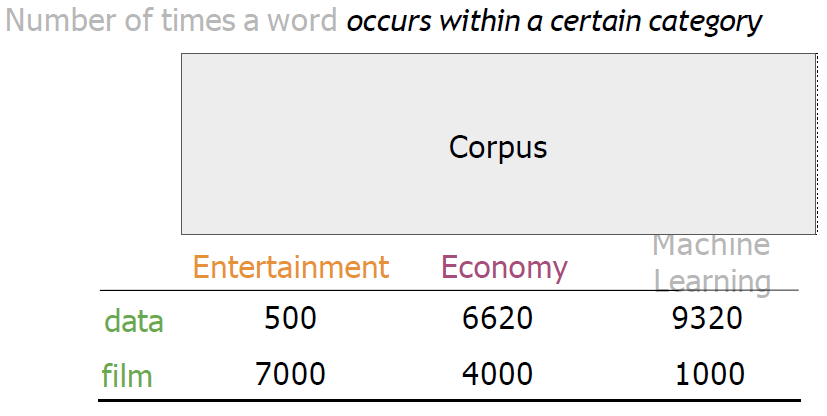 Number of times a word occurs within a certain category
Corpus
Entertainment Economy Machine Learning
data 500 6620 9320
film 7000 4000 1000